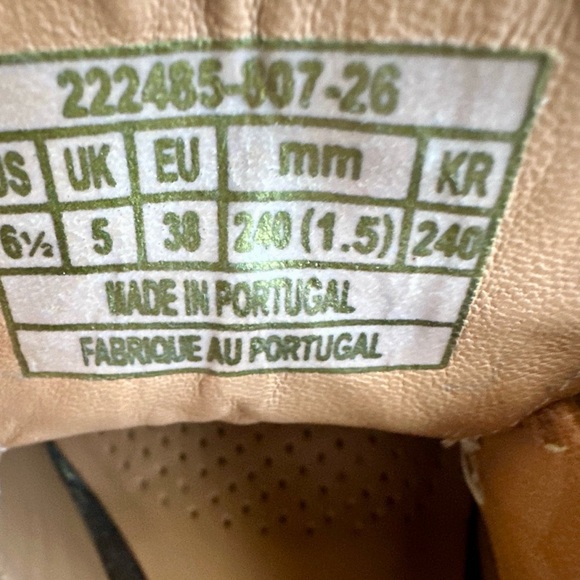 222485-807-26
US UK EU mm KR
6½ 5 38 240 (1.5) 240
MADE IN PORTUGAL
FABRIQUE AU PORTUGAL